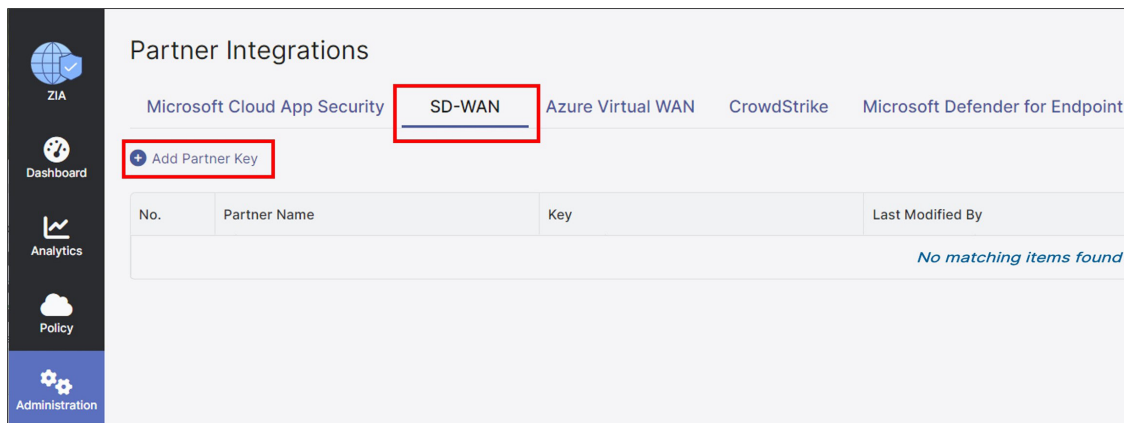 Partner Integrations
ZIA
Microsoft Cloud App Security SD-WAN Azure Virtual WAN CrowdStrike Microsoft Defender for Endpoint
Add Partner Key
Dashboard
No. Partner Name Key Last Modified By
No matching items found
Analytics
Policy
Administration